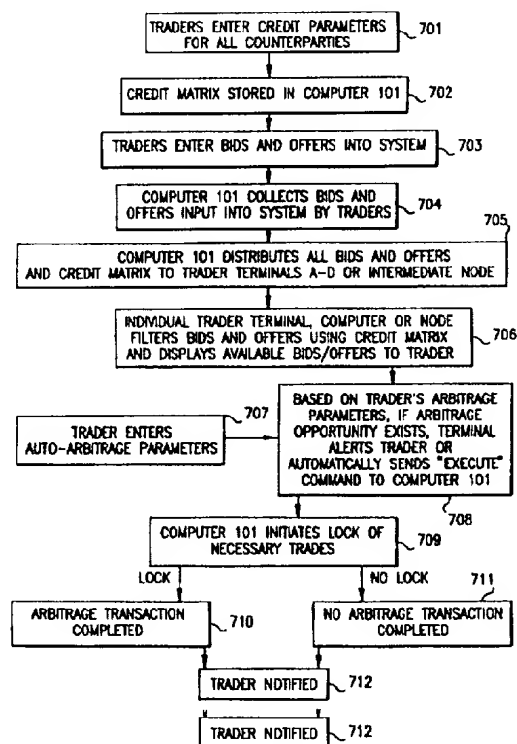 TRADERS ENTER CREDIT PARAMETERS
FOR ALL COUNTERPARTIES
701
CREDIT MATRIX STORED IN COMPUTER 101
702
TRADERS ENTER BIDS AND OFFERS INTO SYSTEM
703
COMPUTER 101 COLLECTS BIDS AND
OFFERS INPUT INTO SYSTEM BY TRADERS
704
705
COMPUTER 101 DISTRIBUTES ALL BIDS AND OFFERS
AND CREDIT MATRIX TO TRADER TERMINALS A-D OR INTERMEDIATE NODE
INDIVIDUAL TRADER TERMINAL, COMPUTER OR NODE
FILTERS BIDS AND OFFERS USING CREDIT MATRIX
AND DISPLAYS AVAILABLE BIDS/OFFERS TO TRADER
706
707
TRADER ENTERS
AUTO-ARBITRAGE PARAMETERS
BASED ON TRADER'S ARBITRAGE
PARAMETERS, IF ARBITRAGE
OPPORTUNITY EXISTS, TERMINAL
ALERTS TRADER OR
AUTOMATICALLY SENDS "EXECUTE"
COMMAND TO COMPUTER 101
708
COMPUTER 101 INITIATES LOCK OF
NECESSARY TRADES
709
LOCK
NO LOCK
711
ARBITRAGE TRANSACTION
COMPLETED
710
NO ARBITRAGE TRANSACTION
COMPLETED
TRADER NOTIFIED
712
TRADER NOTIFIED
712